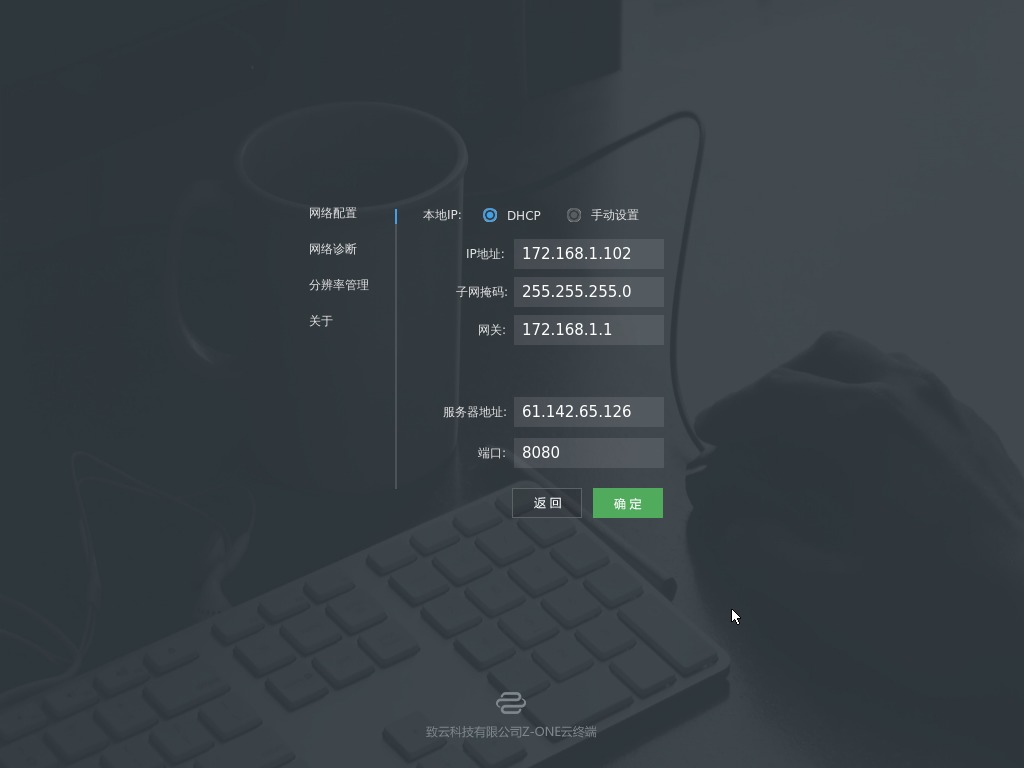 网络配置
网络诊断
分辨率管理
关于
本地IP: DHCP 手动设置
IP地址: 172.168.1.102
子网掩码: 255.255.255.0
网关: 172.168.1.1
服务器地址: 61.142.65.126
端口: 8080
返回 确定
致云科技有限公司Z-ONE云终端